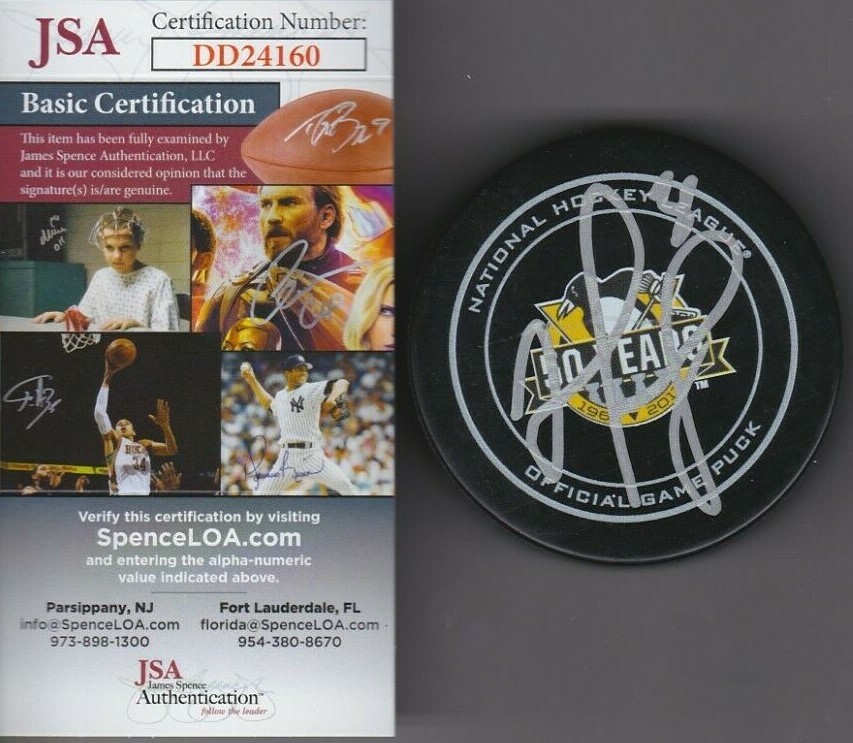 JSA
Certification Number:
DD24160
Basic Certification
This item has been fully examined by
James Spence Authentication, LLC
and it is our considered opinion that the
signature(s) is/are genuine.
Verify this certification by visiting
SpenceLOA.com
and entering the alpha-numeric
value indicated above.
Parsippany, NJ
info@SpenceLOA.com
973-898-1300
Fort Lauderdale, FL
florida@SpenceLOA.com
954-380-8670
JSA
James Spence
Authentication™
follow the leader
NATIONAL HOCKEY LEAGUE®
50 YEARS
TM
OFFICIAL GAME PUCK